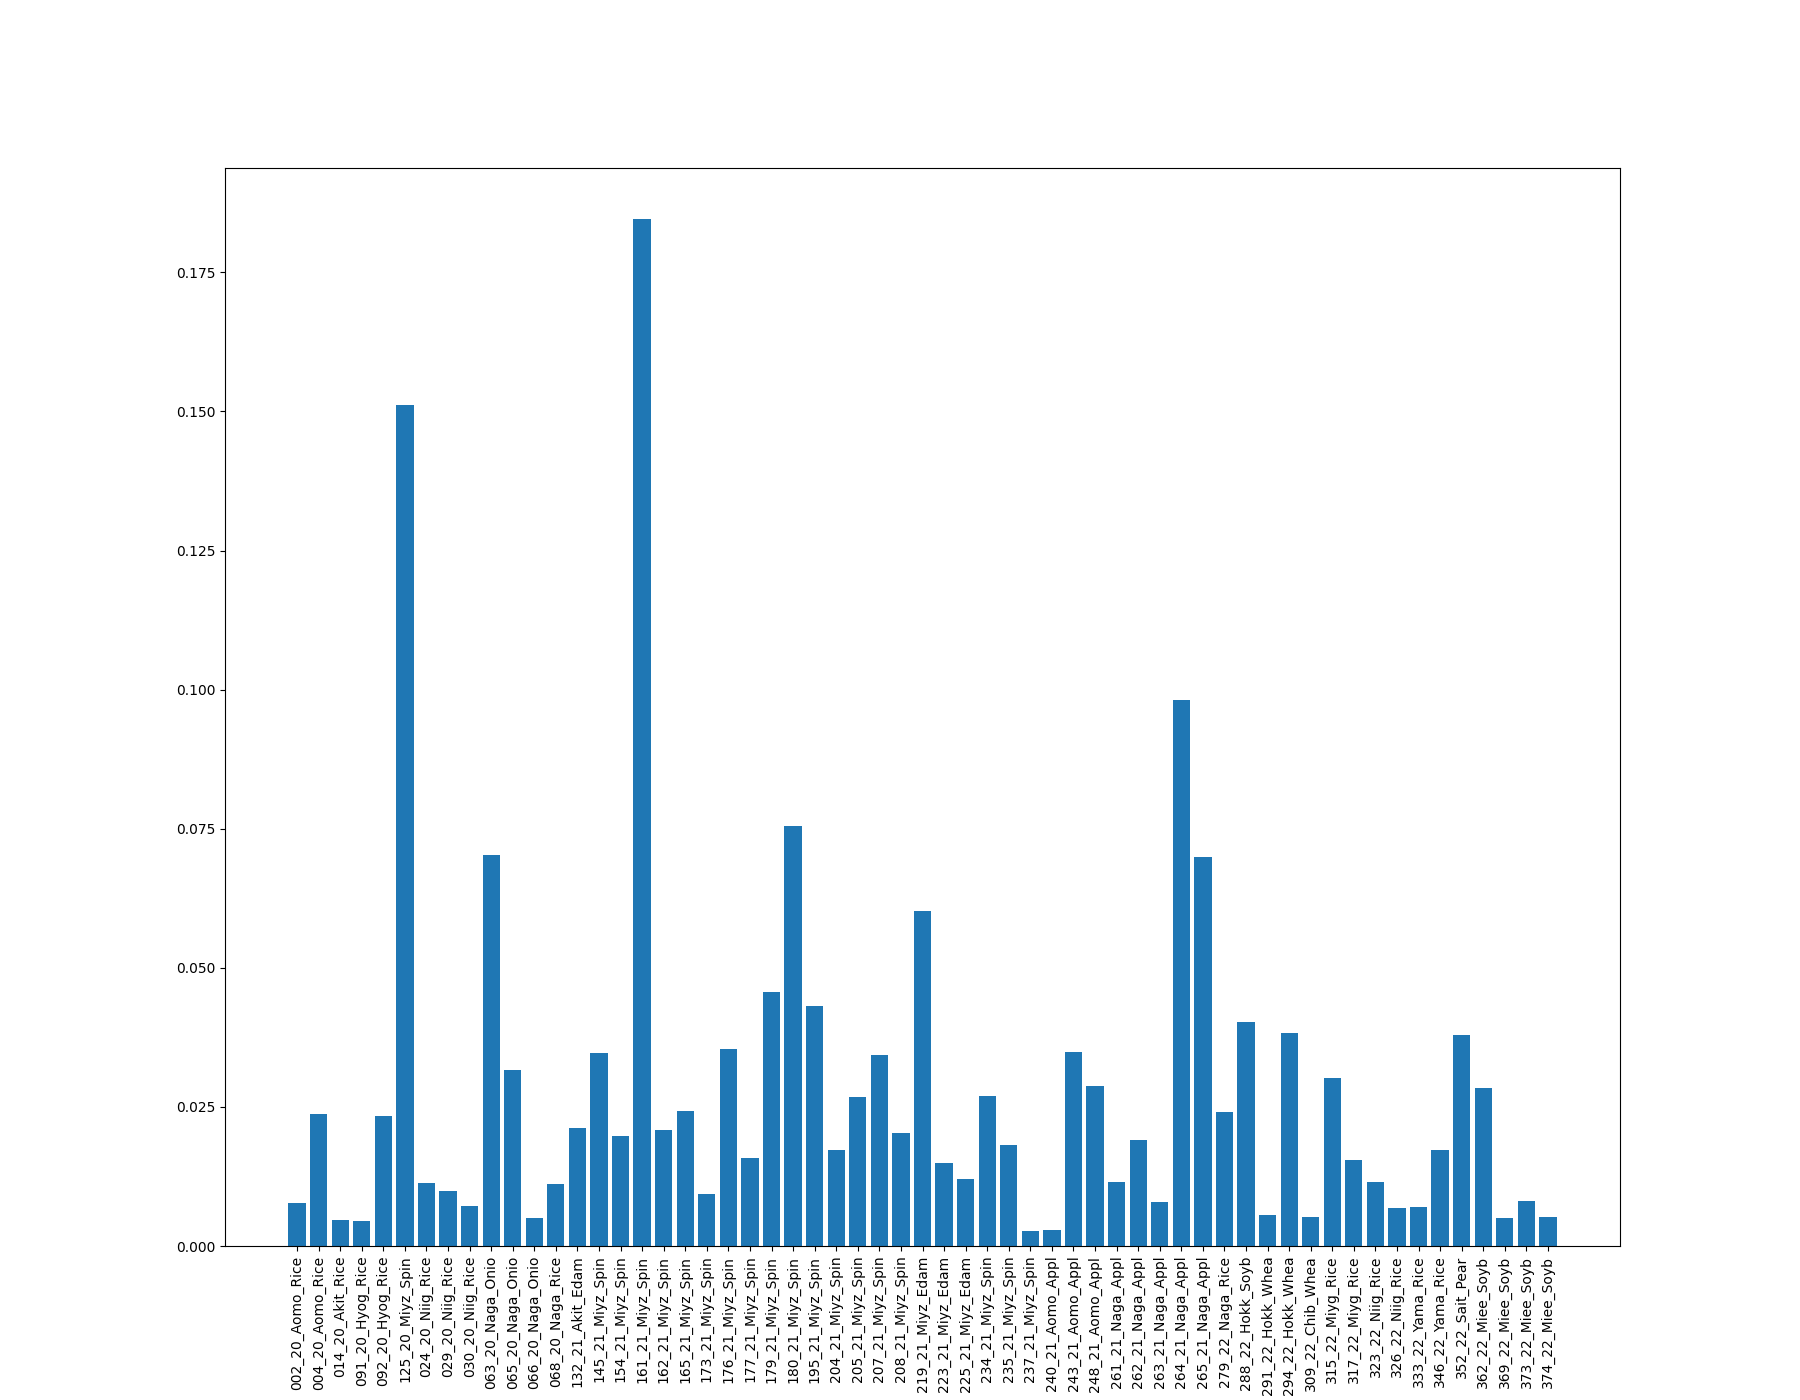 0.175
0.150
0.125
0.100
0.075
0.050
0.025
0.000
002_20_Aomo_Rice
004_20_Aomo_Rice
014_20_Akit_Rice
091_20_Hyog_Rice
092_20_Hyog_Rice
125_20_Miyz_Spin
024_20_Niig_Rice
029_20_Niig_Rice
030_20_Niig_Rice
063_20_Naga_Onio
065_20_Naga_Onio
066_20_Naga_Onio
068_20_Naga_Rice
132_21_Akit_Edam
145_21_Miyz_Spin
154_21_Miyz_Spin
161_21_Miyz_Spin
162_21_Miyz_Spin
165_21_Miyz_Spin
173_21_Miyz_Spin
176_21_Miyz_Spin
177_21_Miyz_Spin
179_21_Miyz_Spin
180_21_Miyz_Spin
195_21_Miyz_Spin
204_21_Miyz_Spin
205_21_Miyz_Spin
207_21_Miyz_Spin
208_21_Miyz_Spin
219_21_Miyz_Edam
223_21_Miyz_Edam
225_21_Miyz_Edam
234_21_Miyz_Spin
235_21_Miyz_Spin
237_21_Miyz_Spin
240_21_Aomo_Appl
243_21_Aomo_Appl
248_21_Aomo_Appl
261_21_Naga_Appl
262_21_Naga_Appl
263_21_Naga_Appl
264_21_Naga_Appl
265_21_Naga_Appl
279_22_Naga_Rice
288_22_Hokk_Soyb
291_22_Hokk_Whea
294_22_Hokk_Whea
309_22_Chib_Whea
315_22_Miyg_Rice
317_22_Miyg_Rice
323_22_Niig_Rice
326_22_Niig_Rice
333_22_Yama_Rice
346_22_Yama_Rice
352_22_Sait_Pear
362_22_Miee_Soyb
369_22_Miee_Soyb
373_22_Miee_Soyb
374_22_Miee_Soyb